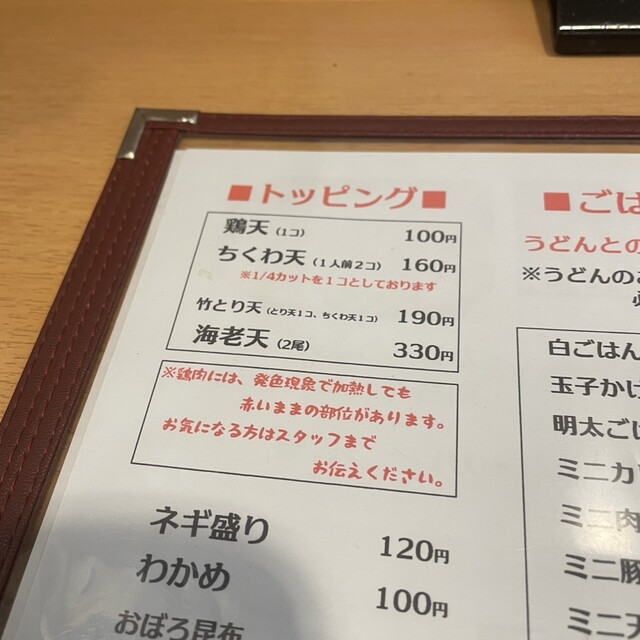 ■トッピング■
鶏天（1コ） 100円
ちくわ天（1人前2コ） 160円
※1/4カットを1コとしております
竹とり天（とり天1コ、ちくわ天1コ） 190円
海老天（2尾） 330円
※鶏肉には、発色現象で加熱しても
赤いままの部位があります。
お気になる方はスタッフまで
お伝えください。
ネギ盛り 120円
わかめ 100円
おぼろ昆布
■ごは
うどんとの
※うどんのお
白ごはん
玉子かけ
明太ごは
ミニカ
ミニ肉
ミニ豚
ミニ天